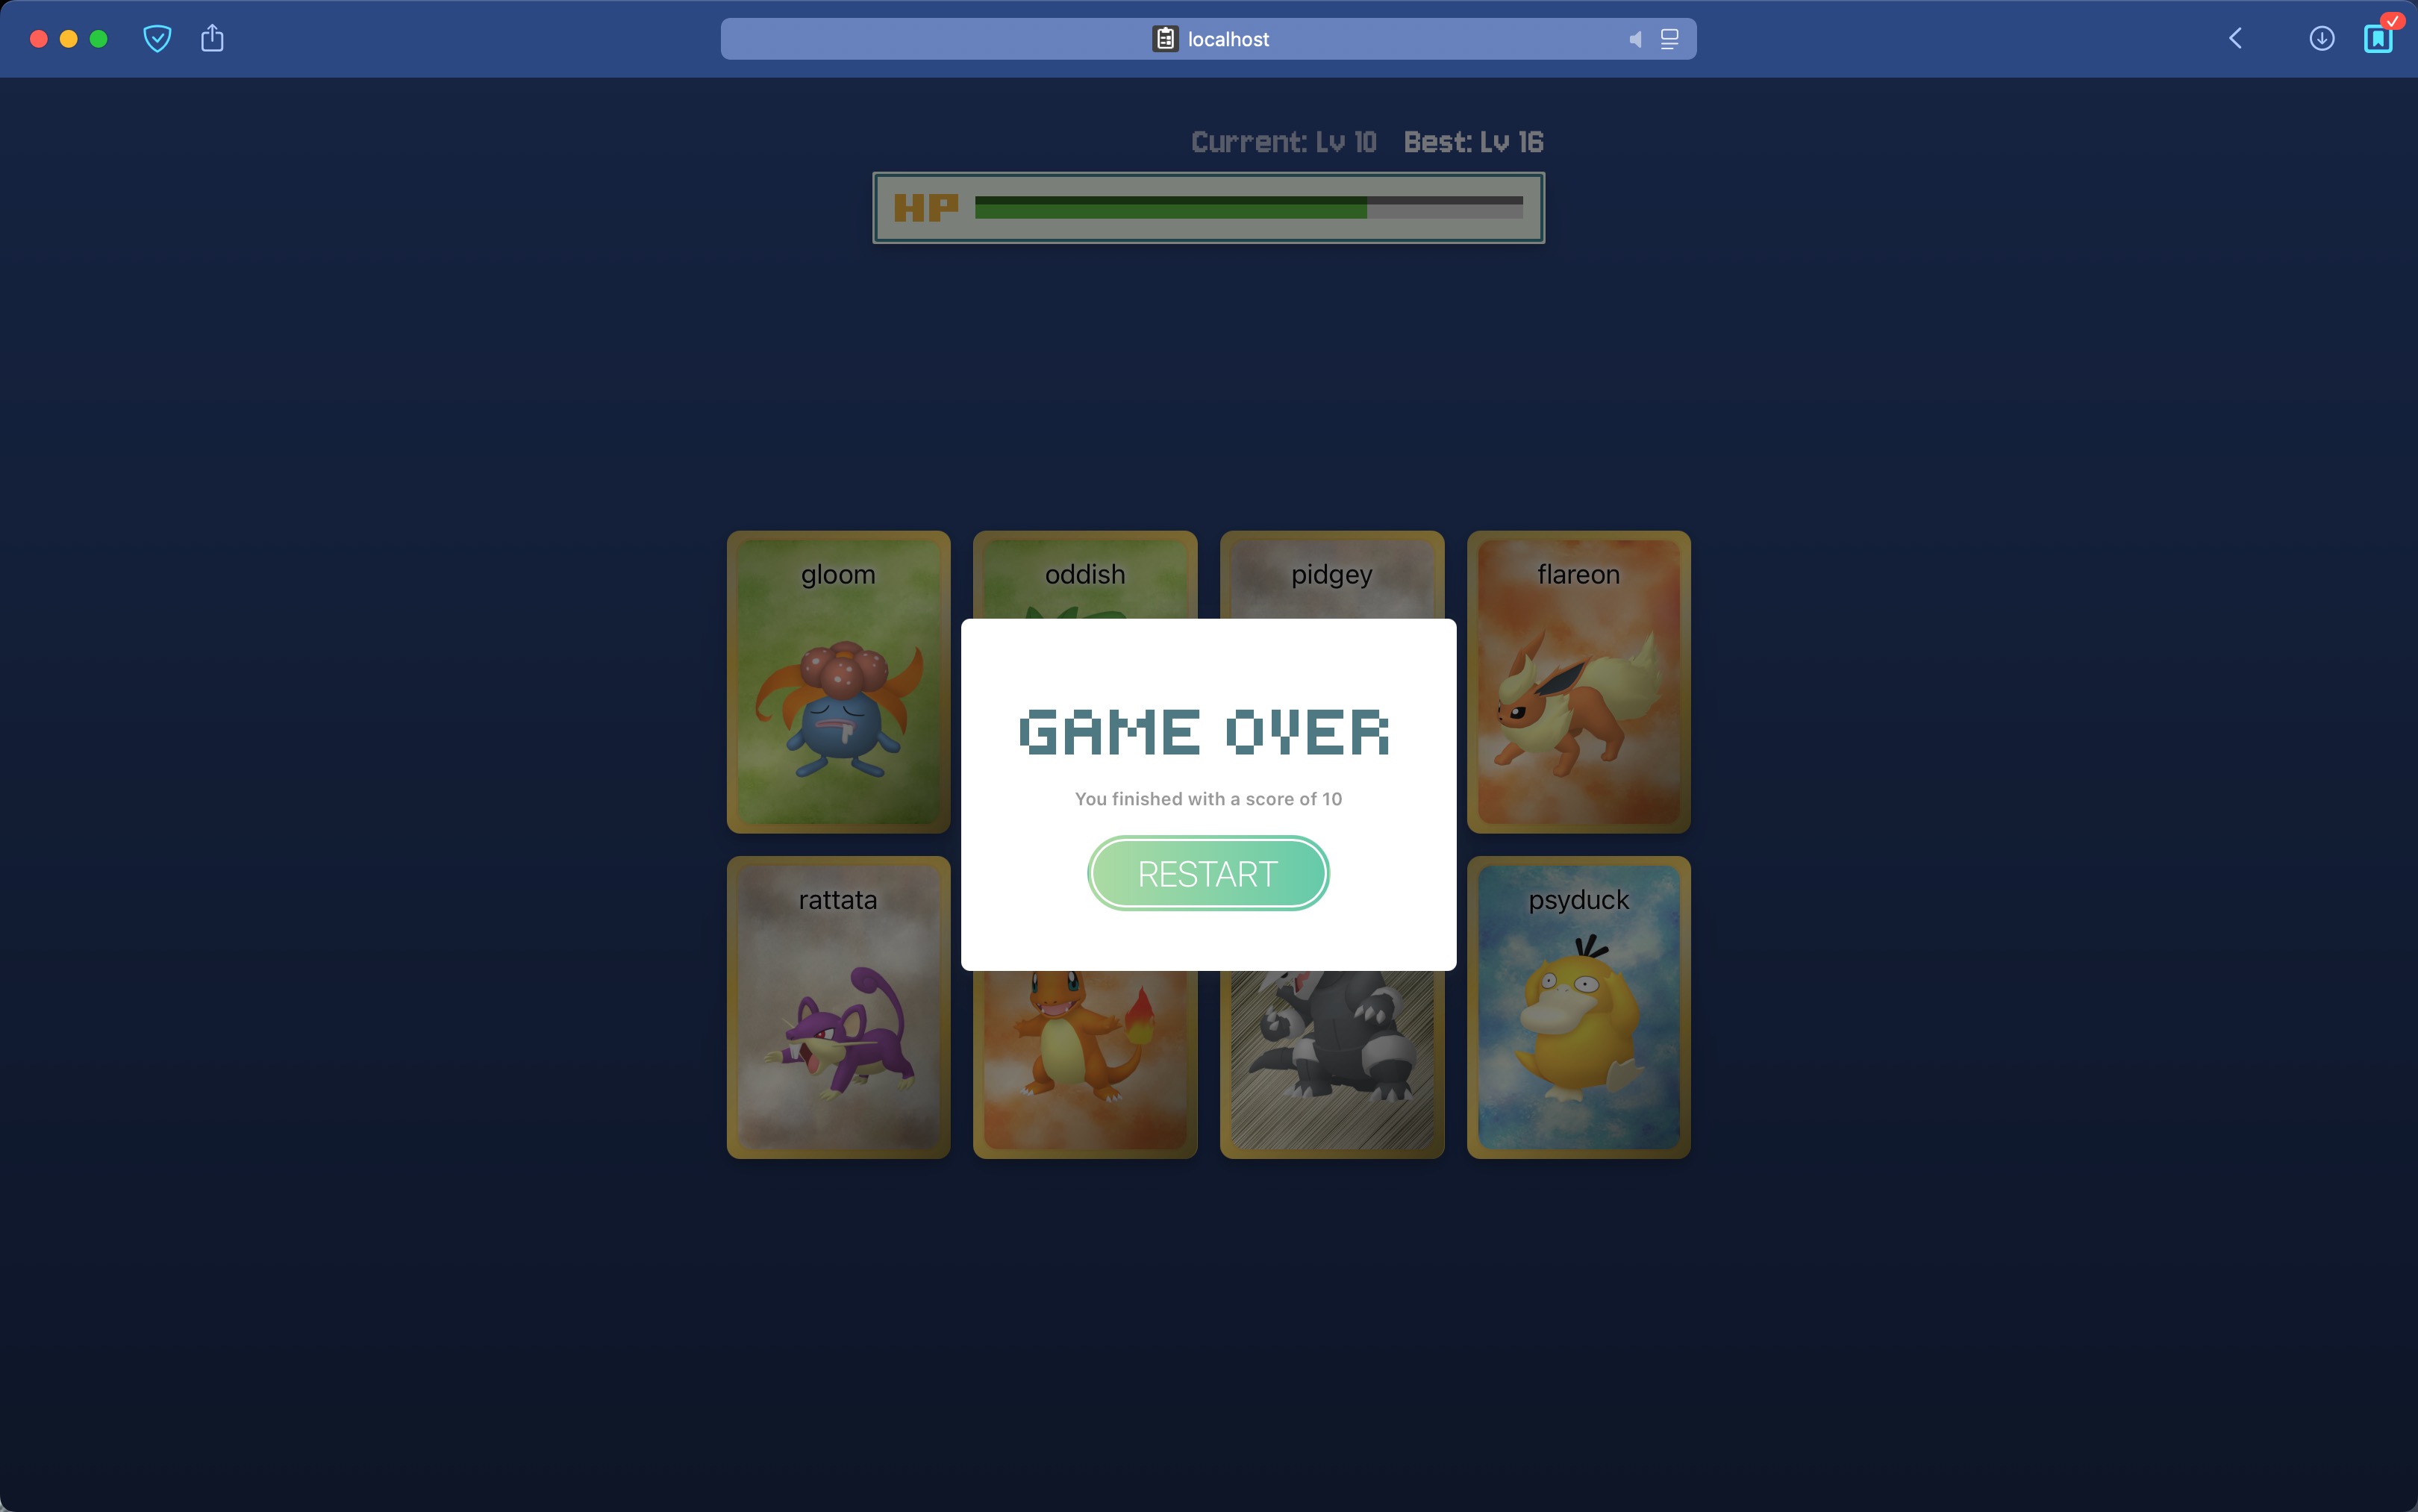 localhost
Current: Lv 10 Best: Lv 16
HP
gloom
oddish
pidgey
flareon
GAME OVER
You finished with a score of 10
RESTART
rattata
psyduck